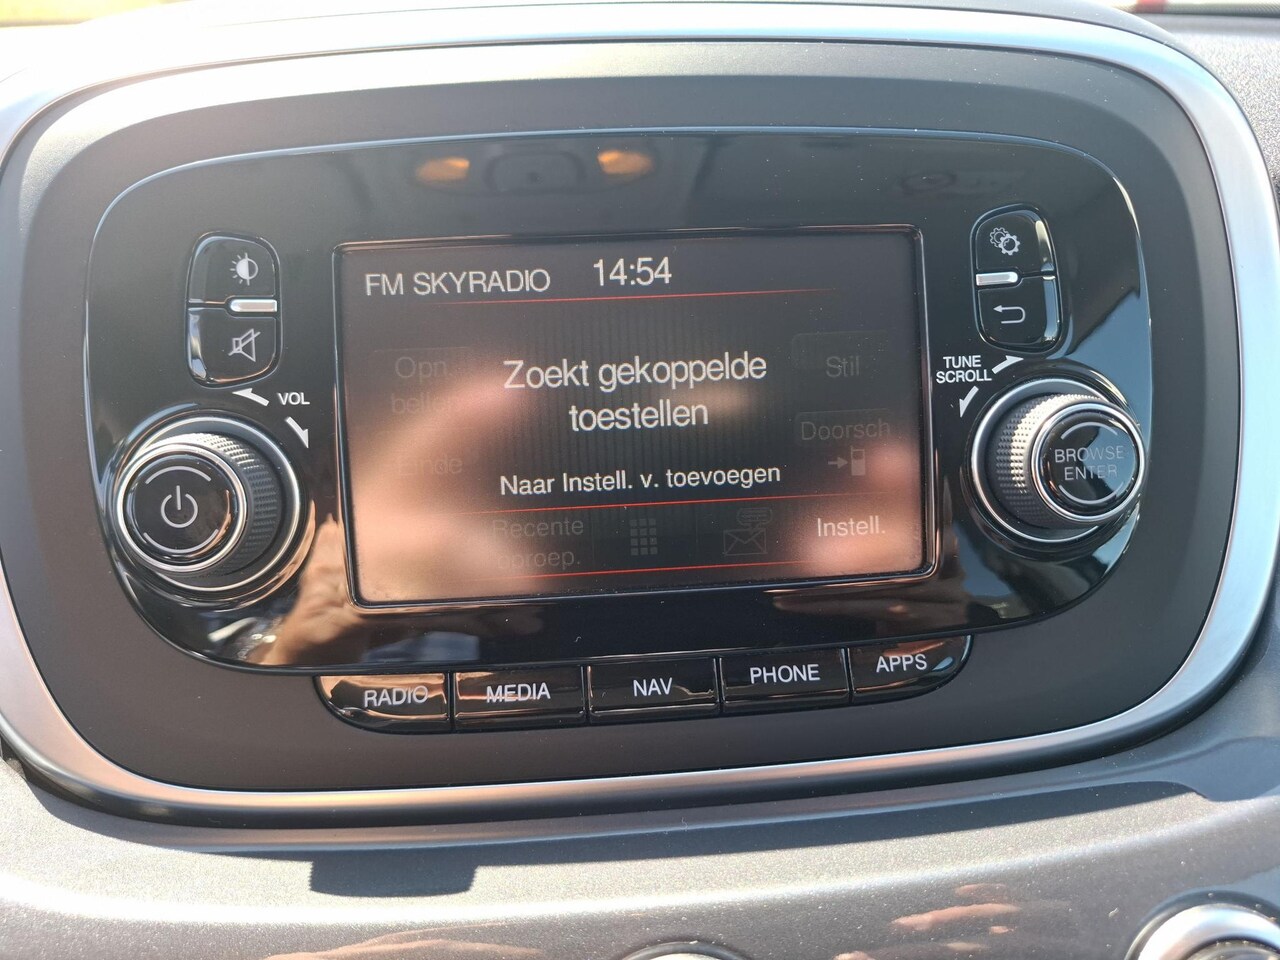 FM SKYRADIO 14:54
Opn.
Zoekt gekoppelde
toestellen
Stil
Doorsch
Naar Instell. v. toevoegen
Recente
oproep.
Instell.
VOL
TUNE
SCROLL
BROWSE
ENTER
RADIO MEDIA NAV PHONE APPS